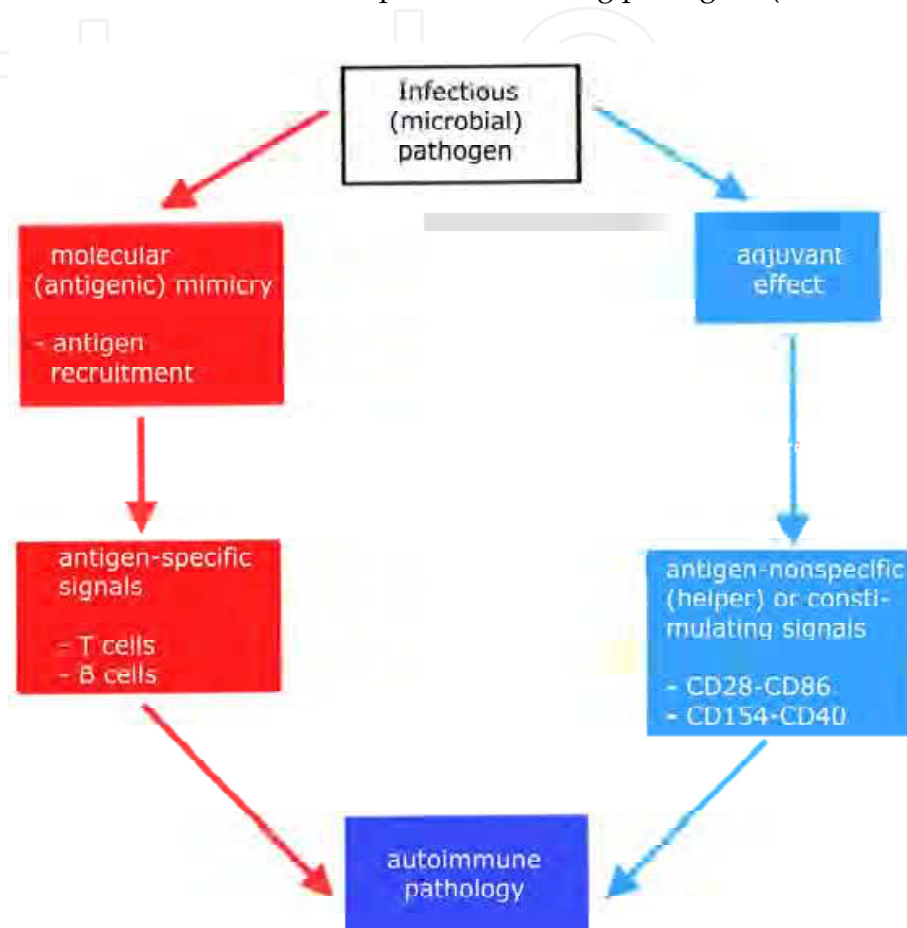 Infectious
(microbial)
pathogen
molecular
(antigenic) mimicry
- antigen
recruitment
adjuvant
effect
antigen-specific
signals
- T cells
- B cells
antigen-nonspecific
(helper) or consti-
mulating signals
- CD28-CD86
- CD154-CD40
autoimmune
pathology